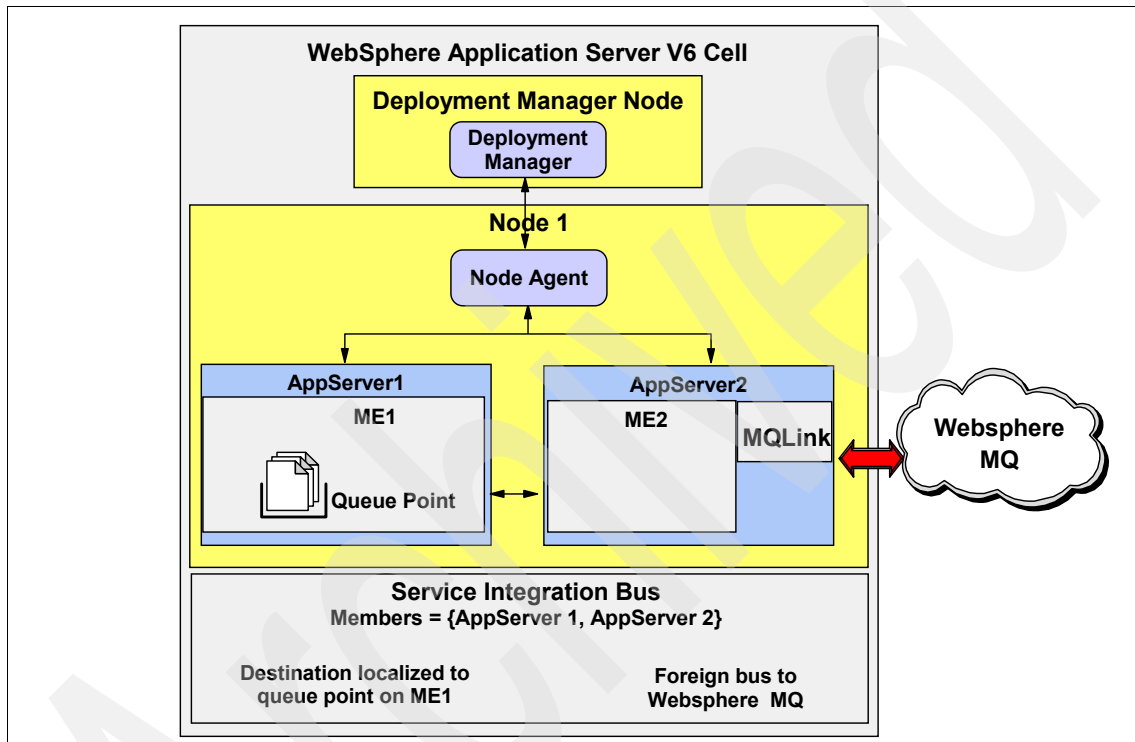 WebSphere Application Server V6 Cell
Deployment Manager Node
Deployment
Manager
Node 1
Node Agent
AppServer1
ME1
Queue Point
AppServer2
ME2
MQLink
Websphere
MQ
Service Integration Bus
Members = {AppServer 1, AppServer 2}
Destination localized to
queue point on ME1
Foreign bus to
Websphere MQ
Archived